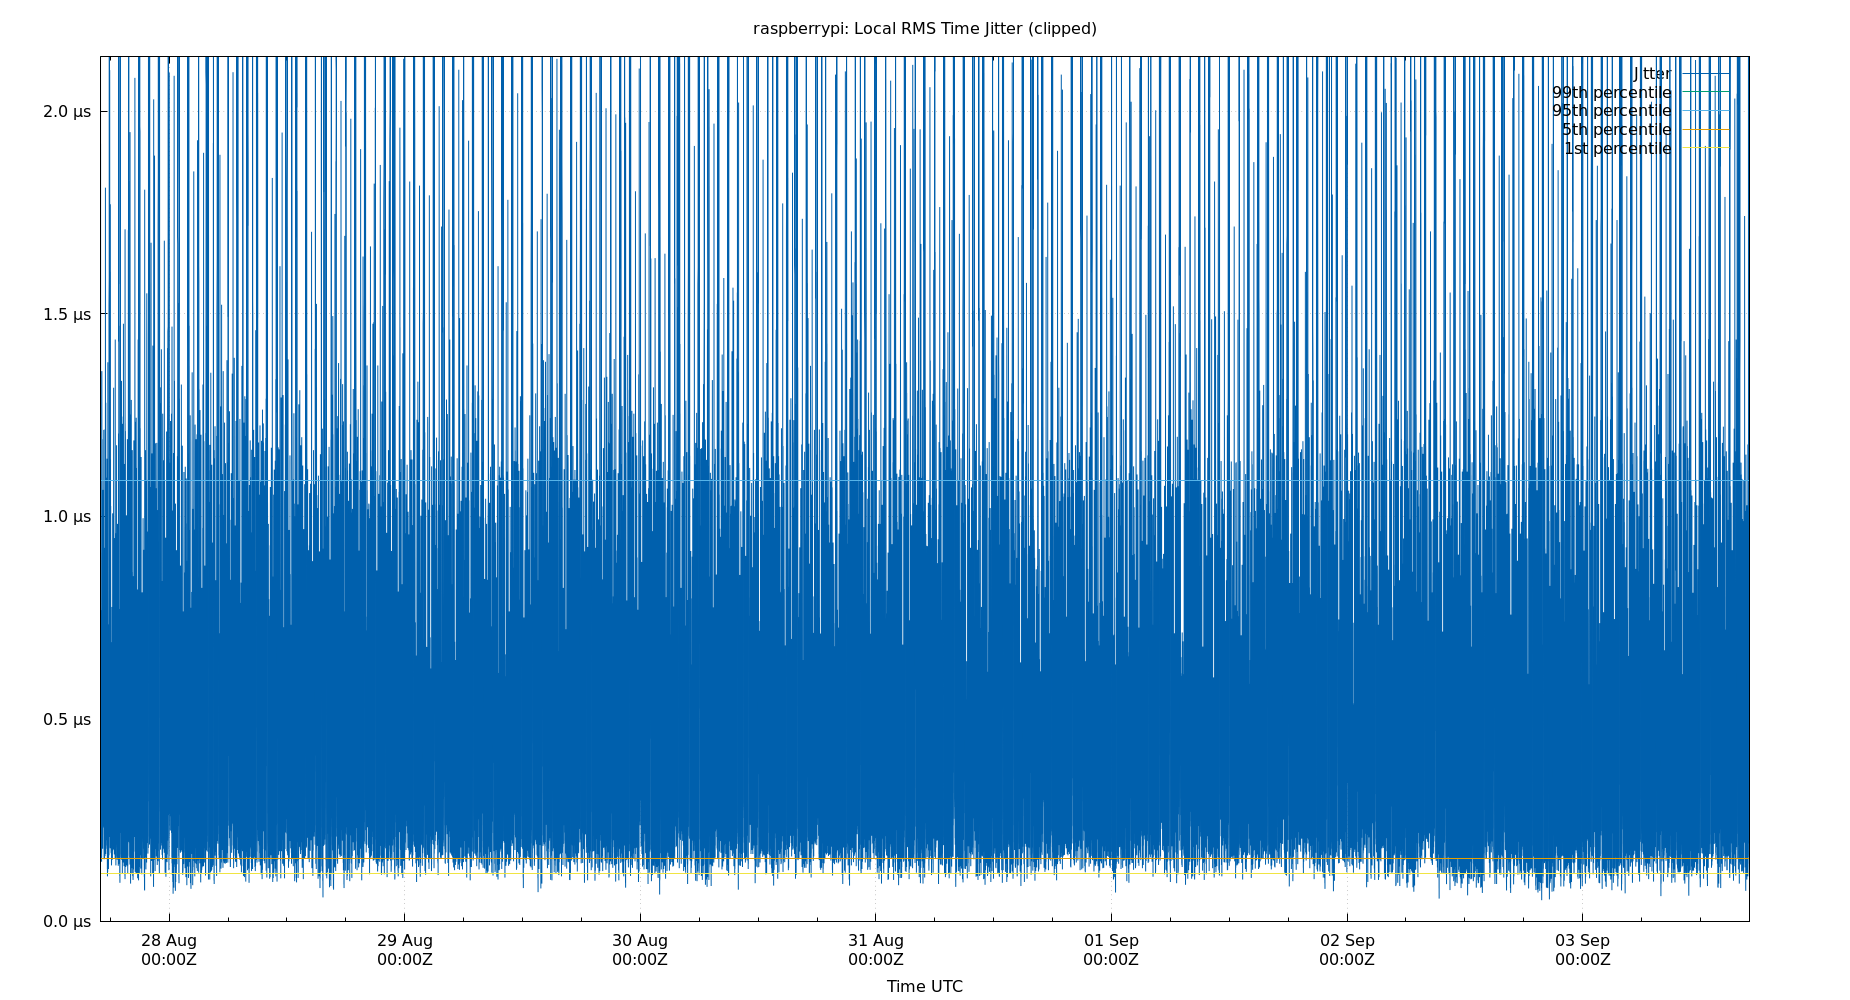 raspberrypi: Local RMS Time Jitter (clipped)
Jitter
99th percentile
95th percentile
5th percentile
1st percentile
2.0 µs
1.5 µs
1.0 µs
0.5 µs
0.0 µs
28 Aug 29 Aug 30 Aug 31 Aug 01 Sep 02 Sep 03 Sep
00:00Z 00:00Z 00:00Z 00:00Z 00:00Z 00:00Z 00:00Z
Time UTC